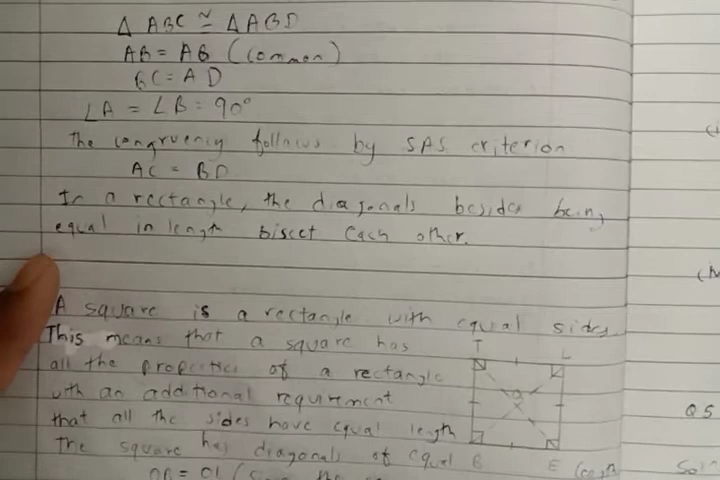 Δ ABC ≅ Δ ABD
AB = AB (common)
BC = AD
∠A = ∠B = 90°
The congruency follows by SAS criterion
AC = BD
In a rectangle, the diagonals besides being
equal in length bisect each other.
A square is a rectangle with equal sides.
This means that a square has
all the properties of a rectangle
with an additional requirement
that all the sides have equal length
The square has diagonals of equal length
T L
O
B E
Q5
Sol